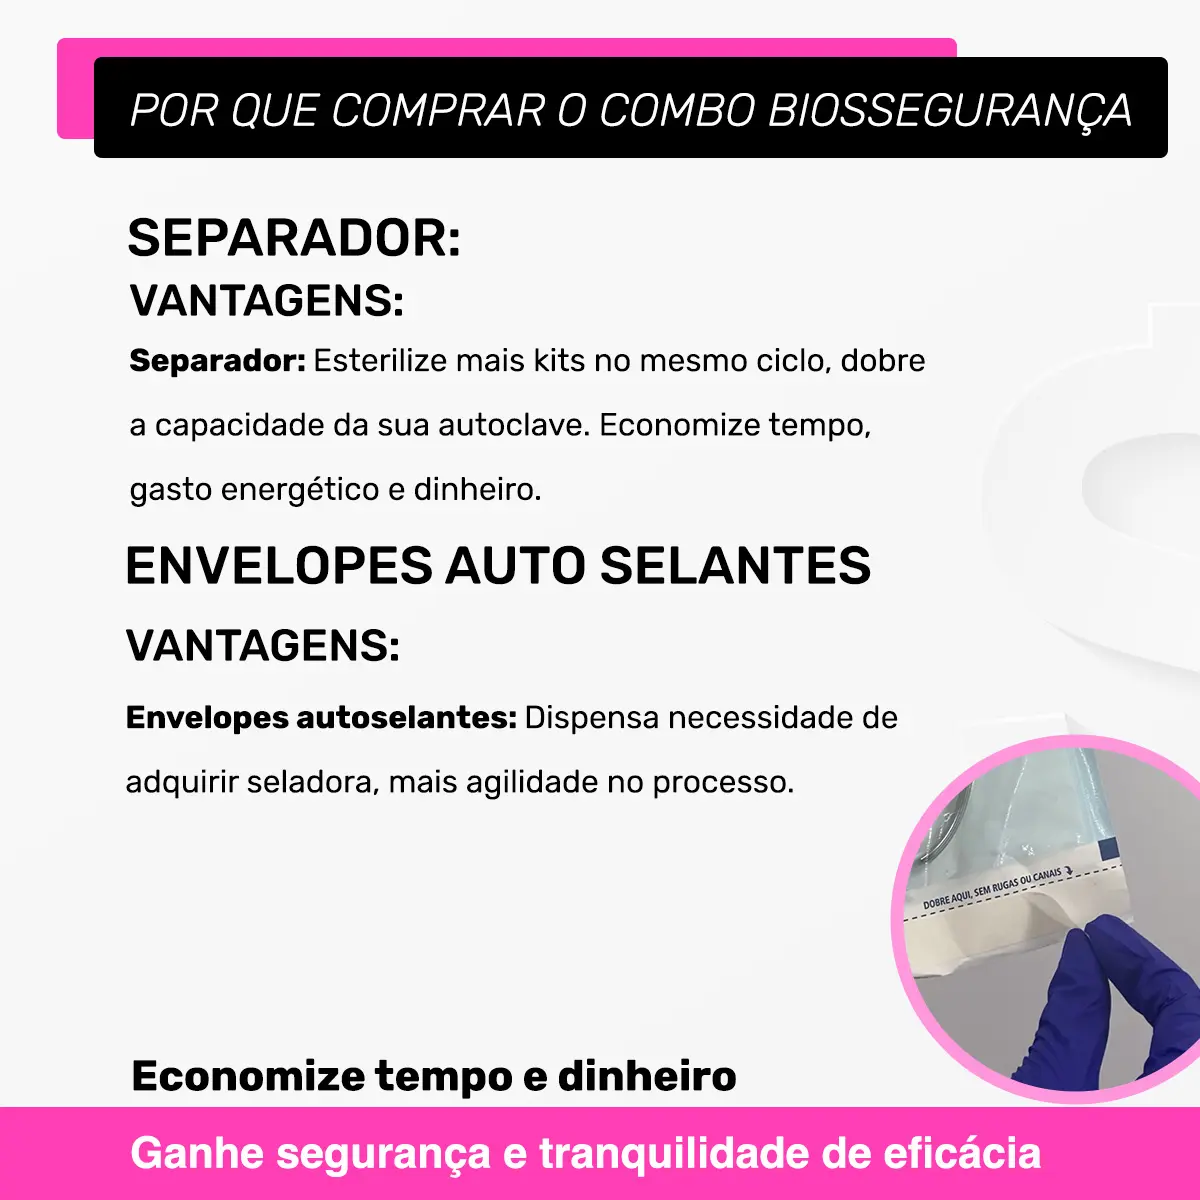 POR QUE COMPRAR O COMBO BIOSSEGURANÇA
SEPARADOR:
VANTAGENS:
Separador: Esterilize mais kits no mesmo ciclo, dobre
a capacidade da sua autoclave. Economize tempo,
gasto energético e dinheiro.
ENVELOPES AUTO SELANTES
VANTAGENS:
Envelopes autoselantes: Dispensa necessidade de
adquirir seladora, mais agilidade no processo.
DOBRE AQUI, SEM RUGAS OU CANAIS
Economize tempo e dinheiro
Ganhe segurança e tranquilidade de eficácia